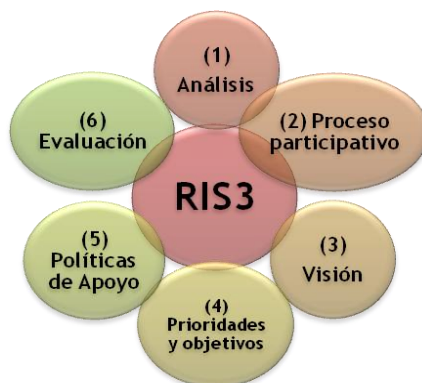 (1)
Análisis
(2) Proceso
participativo
(3)
Visión
(4)
Prioridades
y objetivos
(5)
Políticas
de Apoyo
(6)
Evaluación
RIS3